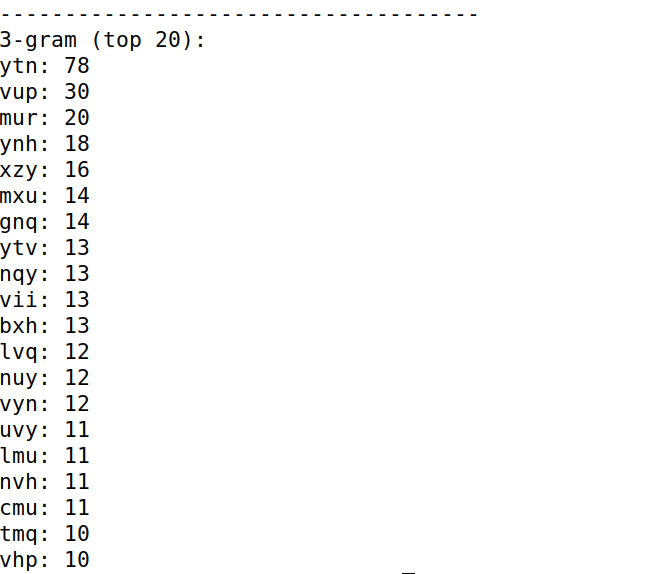 -------------------------------------
3-gram (top 20):
ytn: 78
vup: 30
mur: 20
ynh: 18
xzy: 16
mxu: 14
gnq: 14
ytv: 13
nqy: 13
vii: 13
bxh: 13
lvq: 12
nuy: 12
vyn: 12
uvy: 11
lmu: 11
nvh: 11
cmu: 11
tmq: 10
vhp: 10